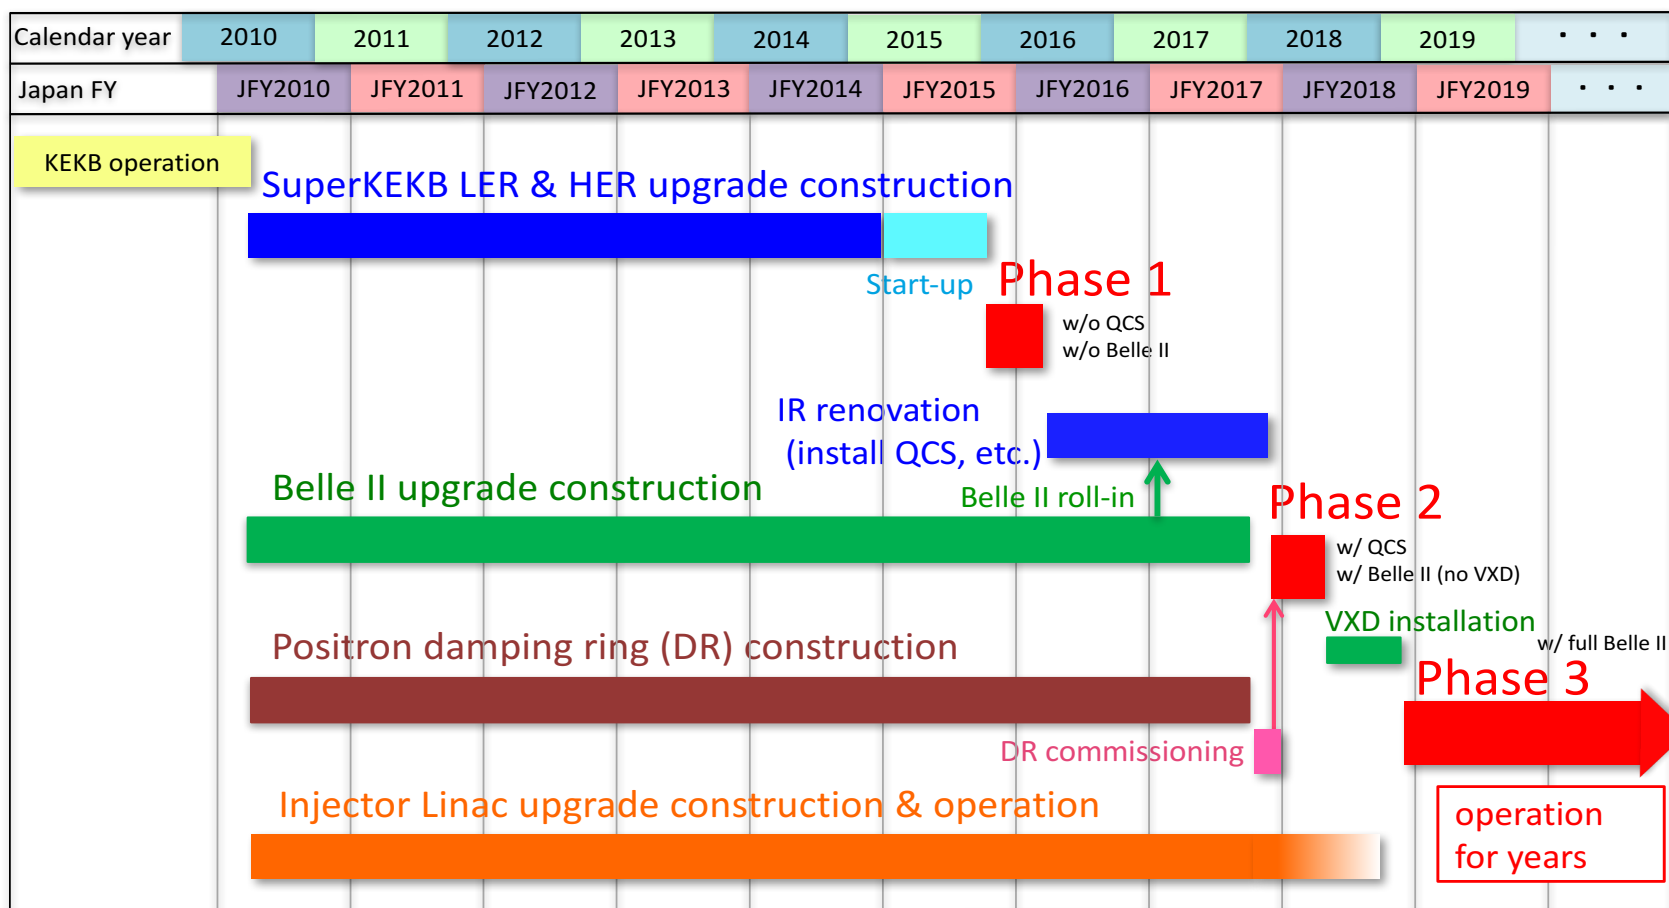 Calendar year 2010 2011 2012 2013 2014 2015 2016 2017 2018 2019 · · ·
Japan FY JFY2010 JFY2011 JFY2012 JFY2013 JFY2014 JFY2015 JFY2016 JFY2017 JFY2018 JFY2019 · · ·
KEKB operation
SuperKEKB LER & HER upgrade construction
Start-up
Phase 1
w/o QCS
w/o Belle II
IR renovation
(install QCS, etc.)
Belle II upgrade construction
Belle II roll-in
Phase 2
w/ QCS
w/ Belle II (no VXD)
VXD installation
w/ full Belle II
Positron damping ring (DR) construction
Phase 3
DR commissioning
Injector Linac upgrade construction & operation
operation
for years